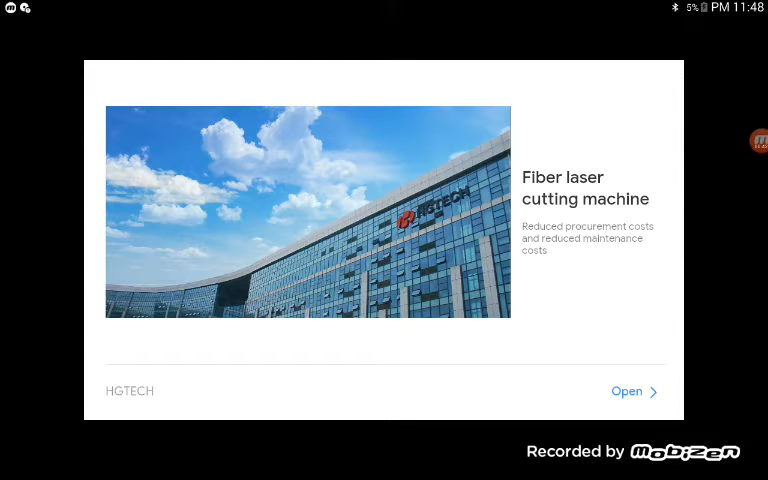 5% PM 11:48
HGTECH
Fiber laser
cutting machine
Reduced procurement costs
and reduced maintenance
costs
HGTECH
Open
Recorded by mobizen